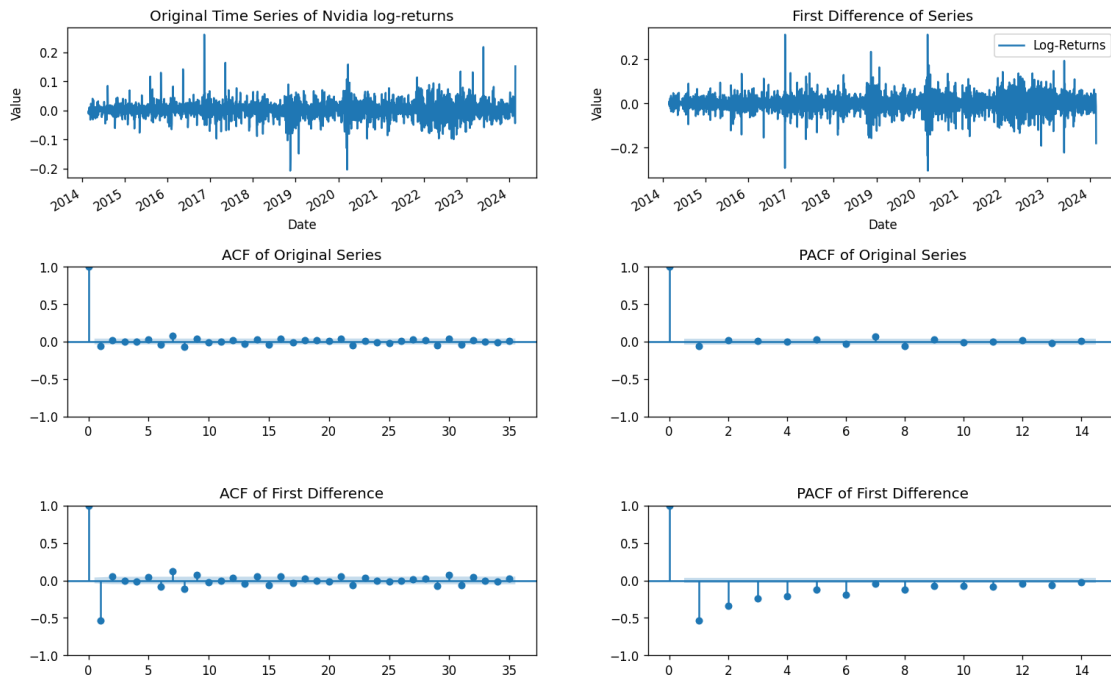 Original Time Series of Nvidia log-returns
0.2
0.1
0.0
−0.1
−0.2
Value
2014 2015 2016 2017 2018 2019 2020 2021 2022 2023 2024
Date
First Difference of Series
Log-Returns
0.2
0.0
−0.2
Value
2014 2015 2016 2017 2018 2019 2020 2021 2022 2023 2024
Date
ACF of Original Series
1.0
0.5
0.0
−0.5
−1.0
0 5 10 15 20 25 30 35
PACF of Original Series
1.0
0.5
0.0
−0.5
−1.0
0 2 4 6 8 10 12 14
ACF of First Difference
1.0
0.5
0.0
−0.5
−1.0
0 5 10 15 20 25 30 35
PACF of First Difference
1.0
0.5
0.0
−0.5
−1.0
0 2 4 6 8 10 12 14